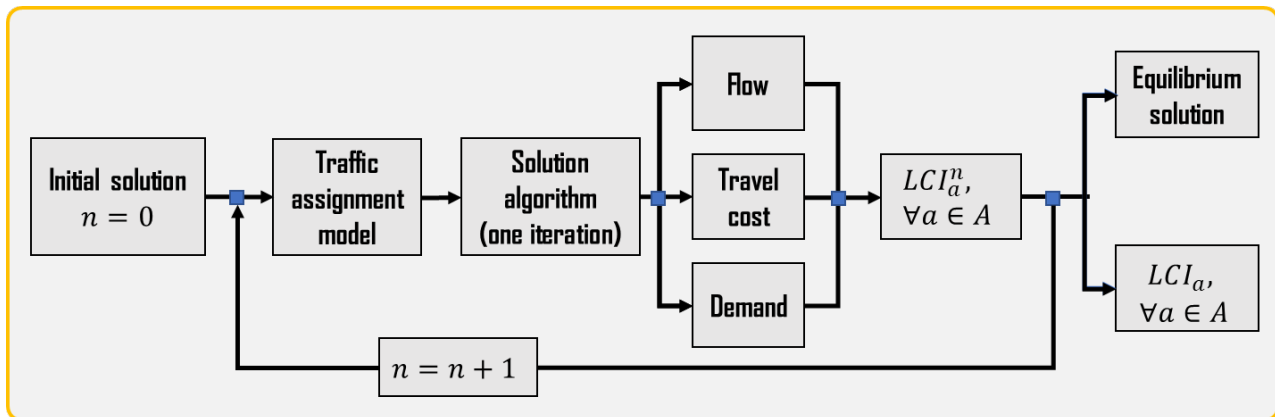 Initial solution
n = 0
Traffic
assignment
model
Solution
algorithm
(one iteration)
Flow
Travel
cost
Demand
LCI_a^n,
∀a ∈ A
Equilibrium
solution
LCI_a,
∀a ∈ A
n = n + 1